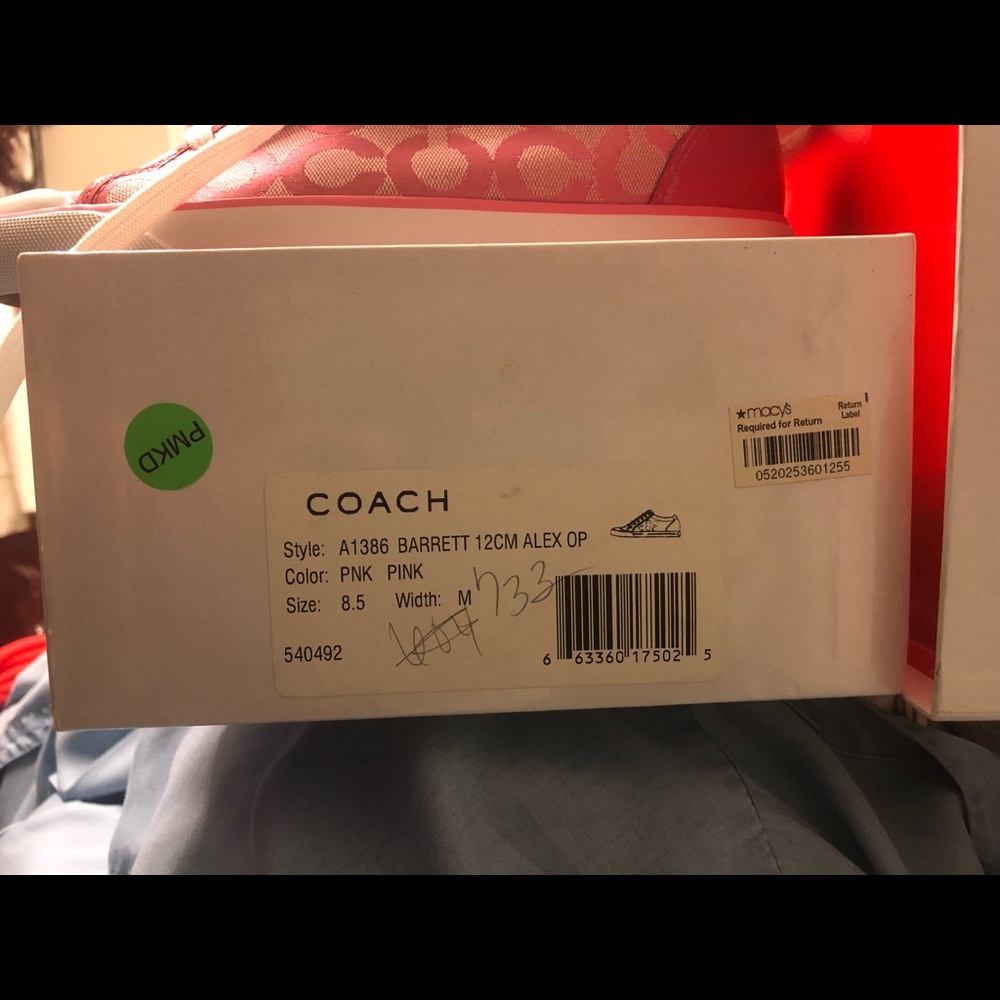 PMKD
★macy's
Return
Label
Required for Return
0520253601255
COACH
Style: A1386 BARRETT 12CM ALEX OP
Color: PNK PINK
Size: 8.5 Width: M
733
540492
6 63360 17502 5